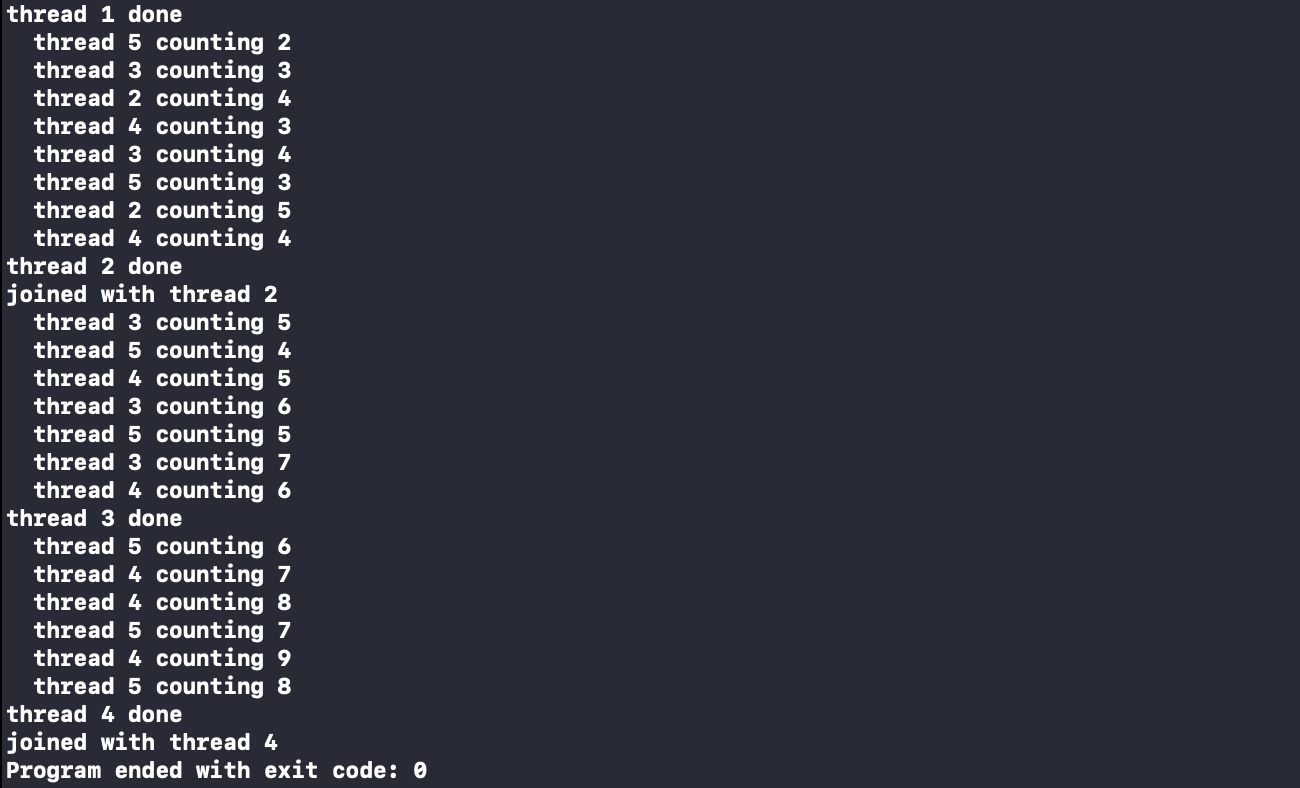 thread 1 done
thread 5 counting 2
thread 3 counting 3
thread 2 counting 4
thread 4 counting 3
thread 3 counting 4
thread 5 counting 3
thread 2 counting 5
thread 4 counting 4
thread 2 done
joined with thread 2
thread 3 counting 5
thread 5 counting 4
thread 4 counting 5
thread 3 counting 6
thread 5 counting 5
thread 3 counting 7
thread 4 counting 6
thread 3 done
thread 5 counting 6
thread 4 counting 7
thread 4 counting 8
thread 5 counting 7
thread 4 counting 9
thread 5 counting 8
thread 4 done
joined with thread 4
Program ended with exit code: 0